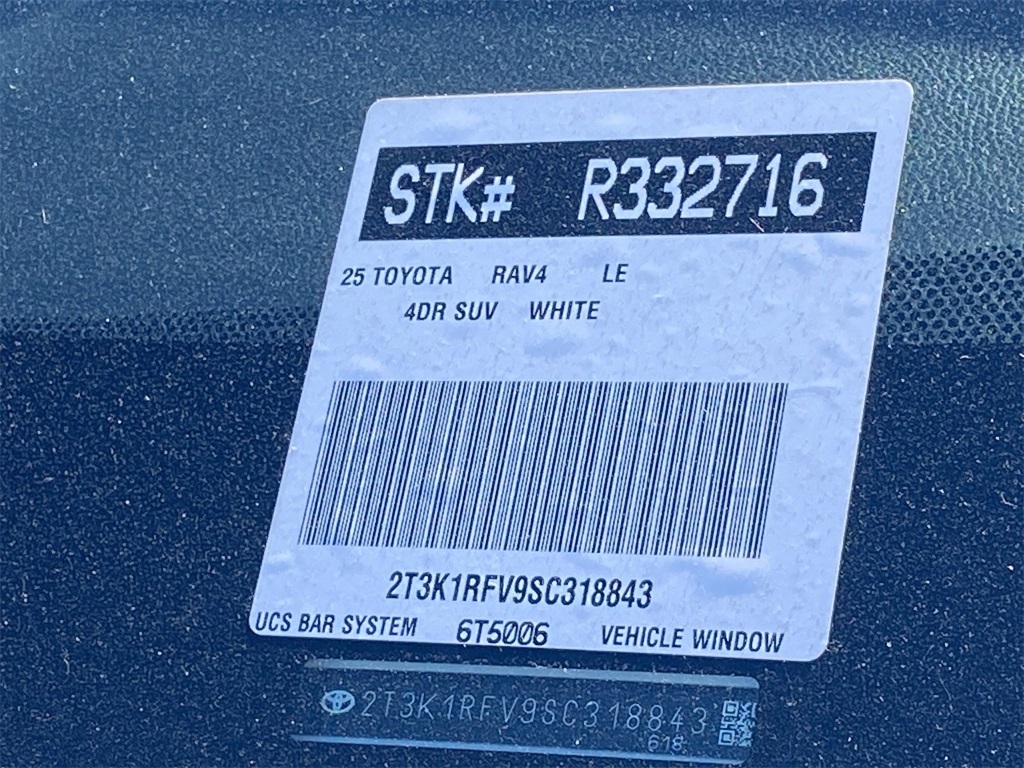 STK# R332716
25 TOYOTA RAV4 LE
4DR SUV WHITE
2T3K1RFV9SC318843
UCS BAR SYSTEM 6T5006 VEHICLE WINDOW
2T3K1RFV9SC318843
618